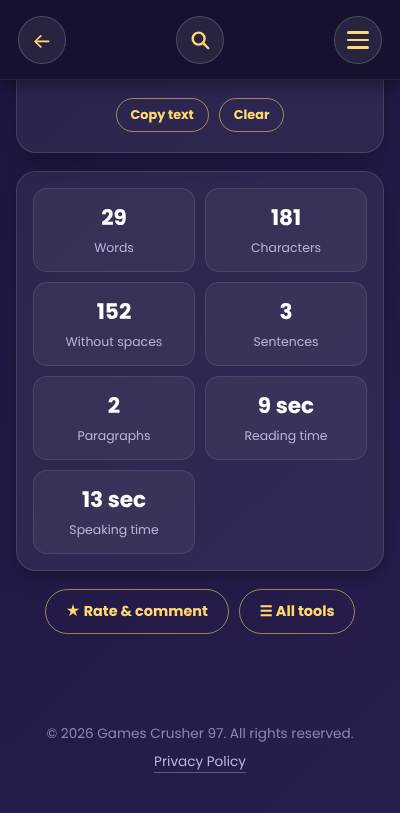 Copy text Clear
29 181
Words Characters
152 3
Without spaces Sentences
2 9 sec
Paragraphs Reading time
13 sec
Speaking time
★ Rate & comment ☰ All tools
© 2026 Games Crusher 97. All rights reserved.
Privacy Policy